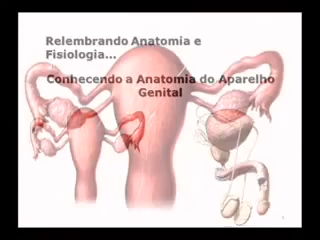 Relembrando Anatomia e
Fisiologia...
Conhecendo a Anatomia do Aparelho
Genital